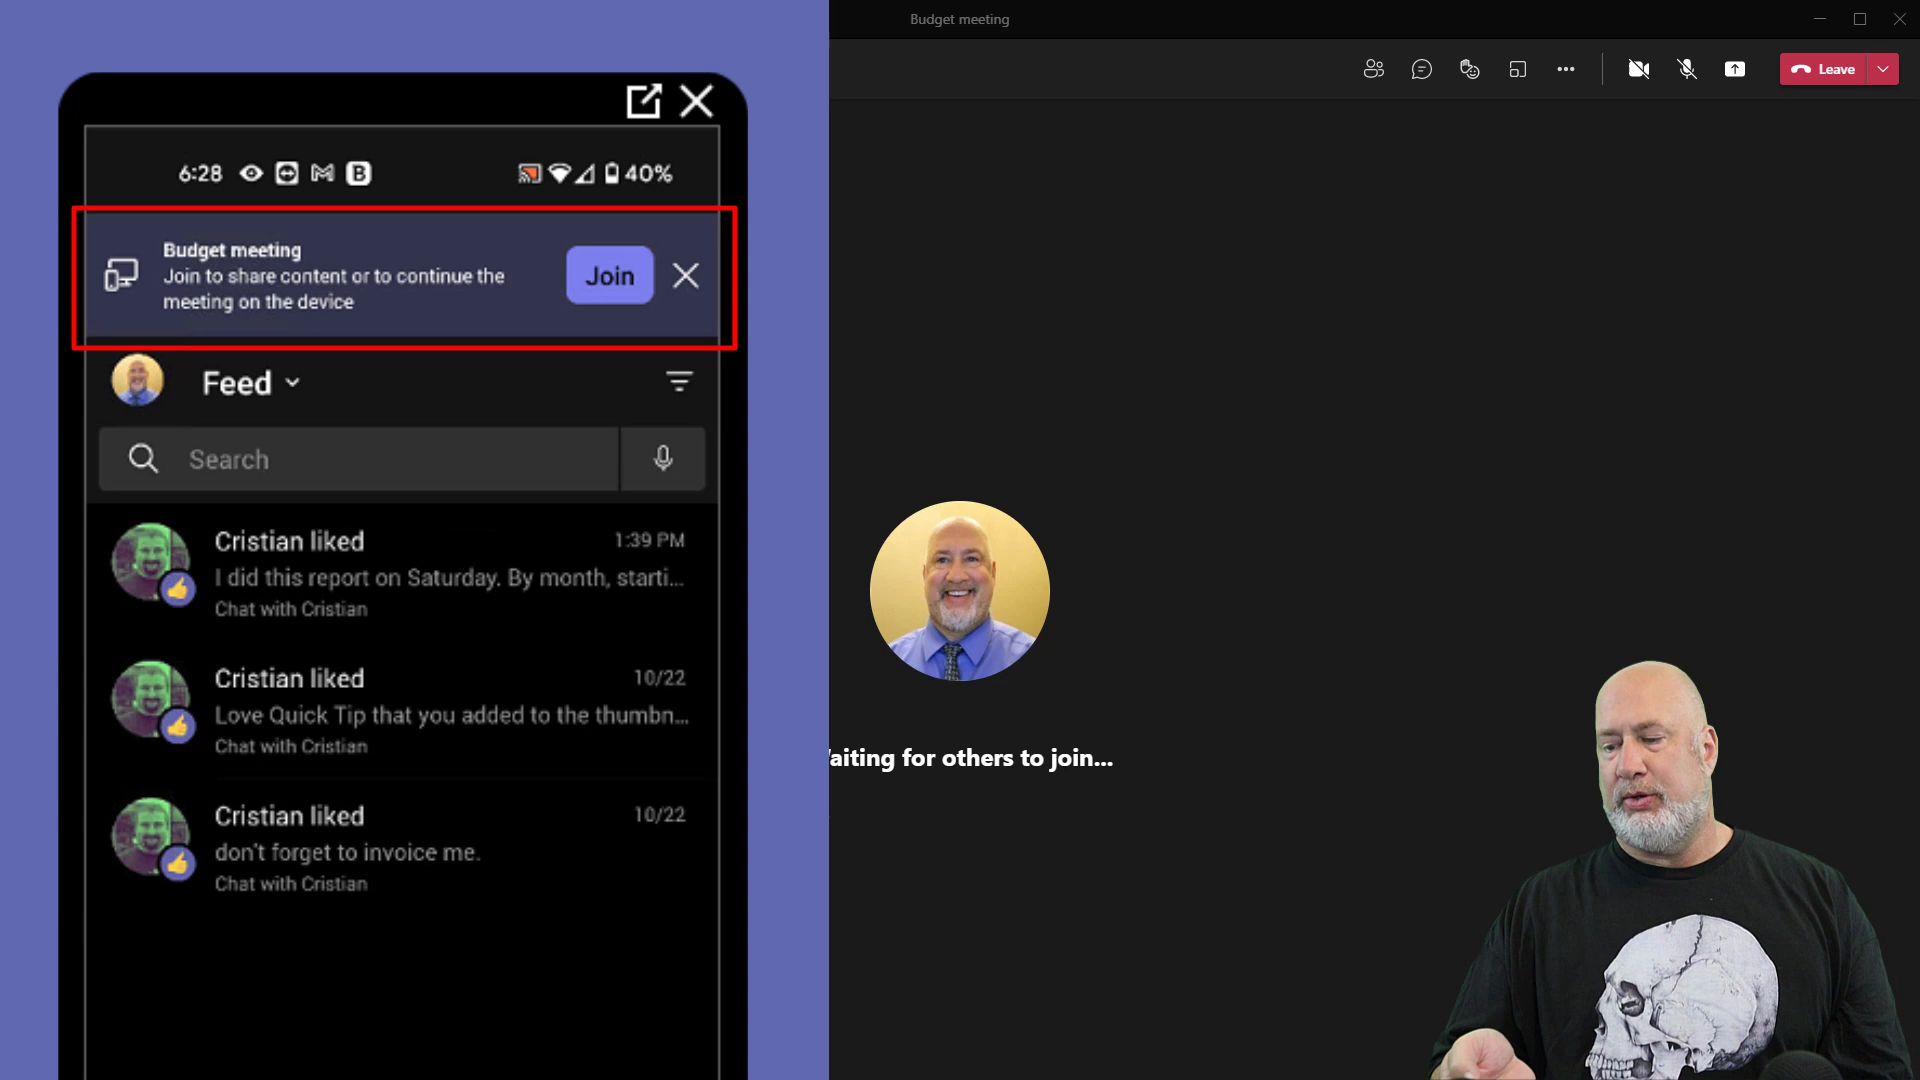 Budget meeting
Leave
6:28
B
40%
Budget meeting
Join to share content or to continue the
meeting on the device
Join
Feed
Search
Cristian liked
1:39 PM
I did this report on Saturday. By month, starti...
Chat with Cristian
Cristian liked
10/22
Love Quick Tip that you added to the thumbn...
Chat with Cristian
Cristian liked
10/22
don't forget to invoice me.
Chat with Cristian
aiting for others to join...